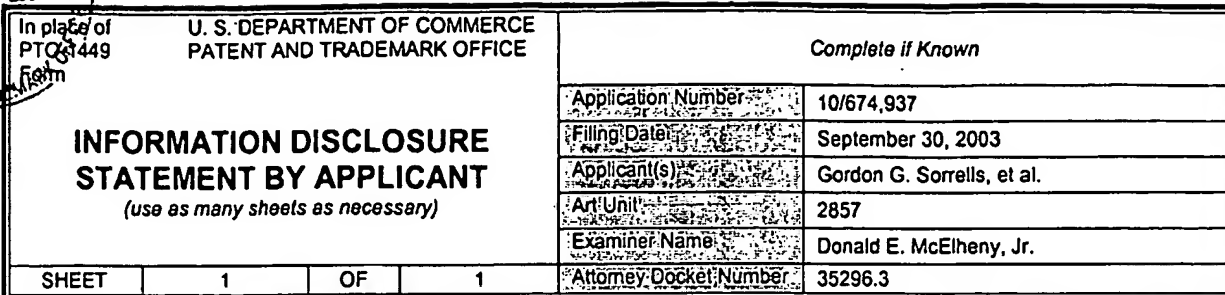 In place of U. S. DEPARTMENT OF COMMERCE
PTO 1449 PATENT AND TRADEMARK OFFICE
Form
Complete if Known
INFORMATION DISCLOSURE
STATEMENT BY APPLICANT
(use as many sheets as necessary)
Application Number 10/674,937
Filing Date September 30, 2003
Applicant(s) Gordon G. Sorrells, et al.
Art Unit 2857
Examiner Name Donald E. McElheny, Jr.
SHEET 1 OF 1 Attorney Docket Number 35296.3